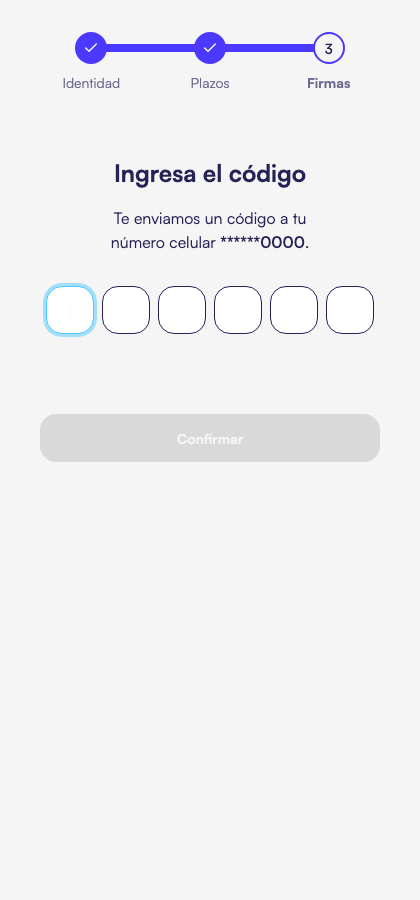 3
Identidad
Plazos
Firmas
Ingresa el código
Te enviamos un código a tu
número celular ******0000.
Confirmar